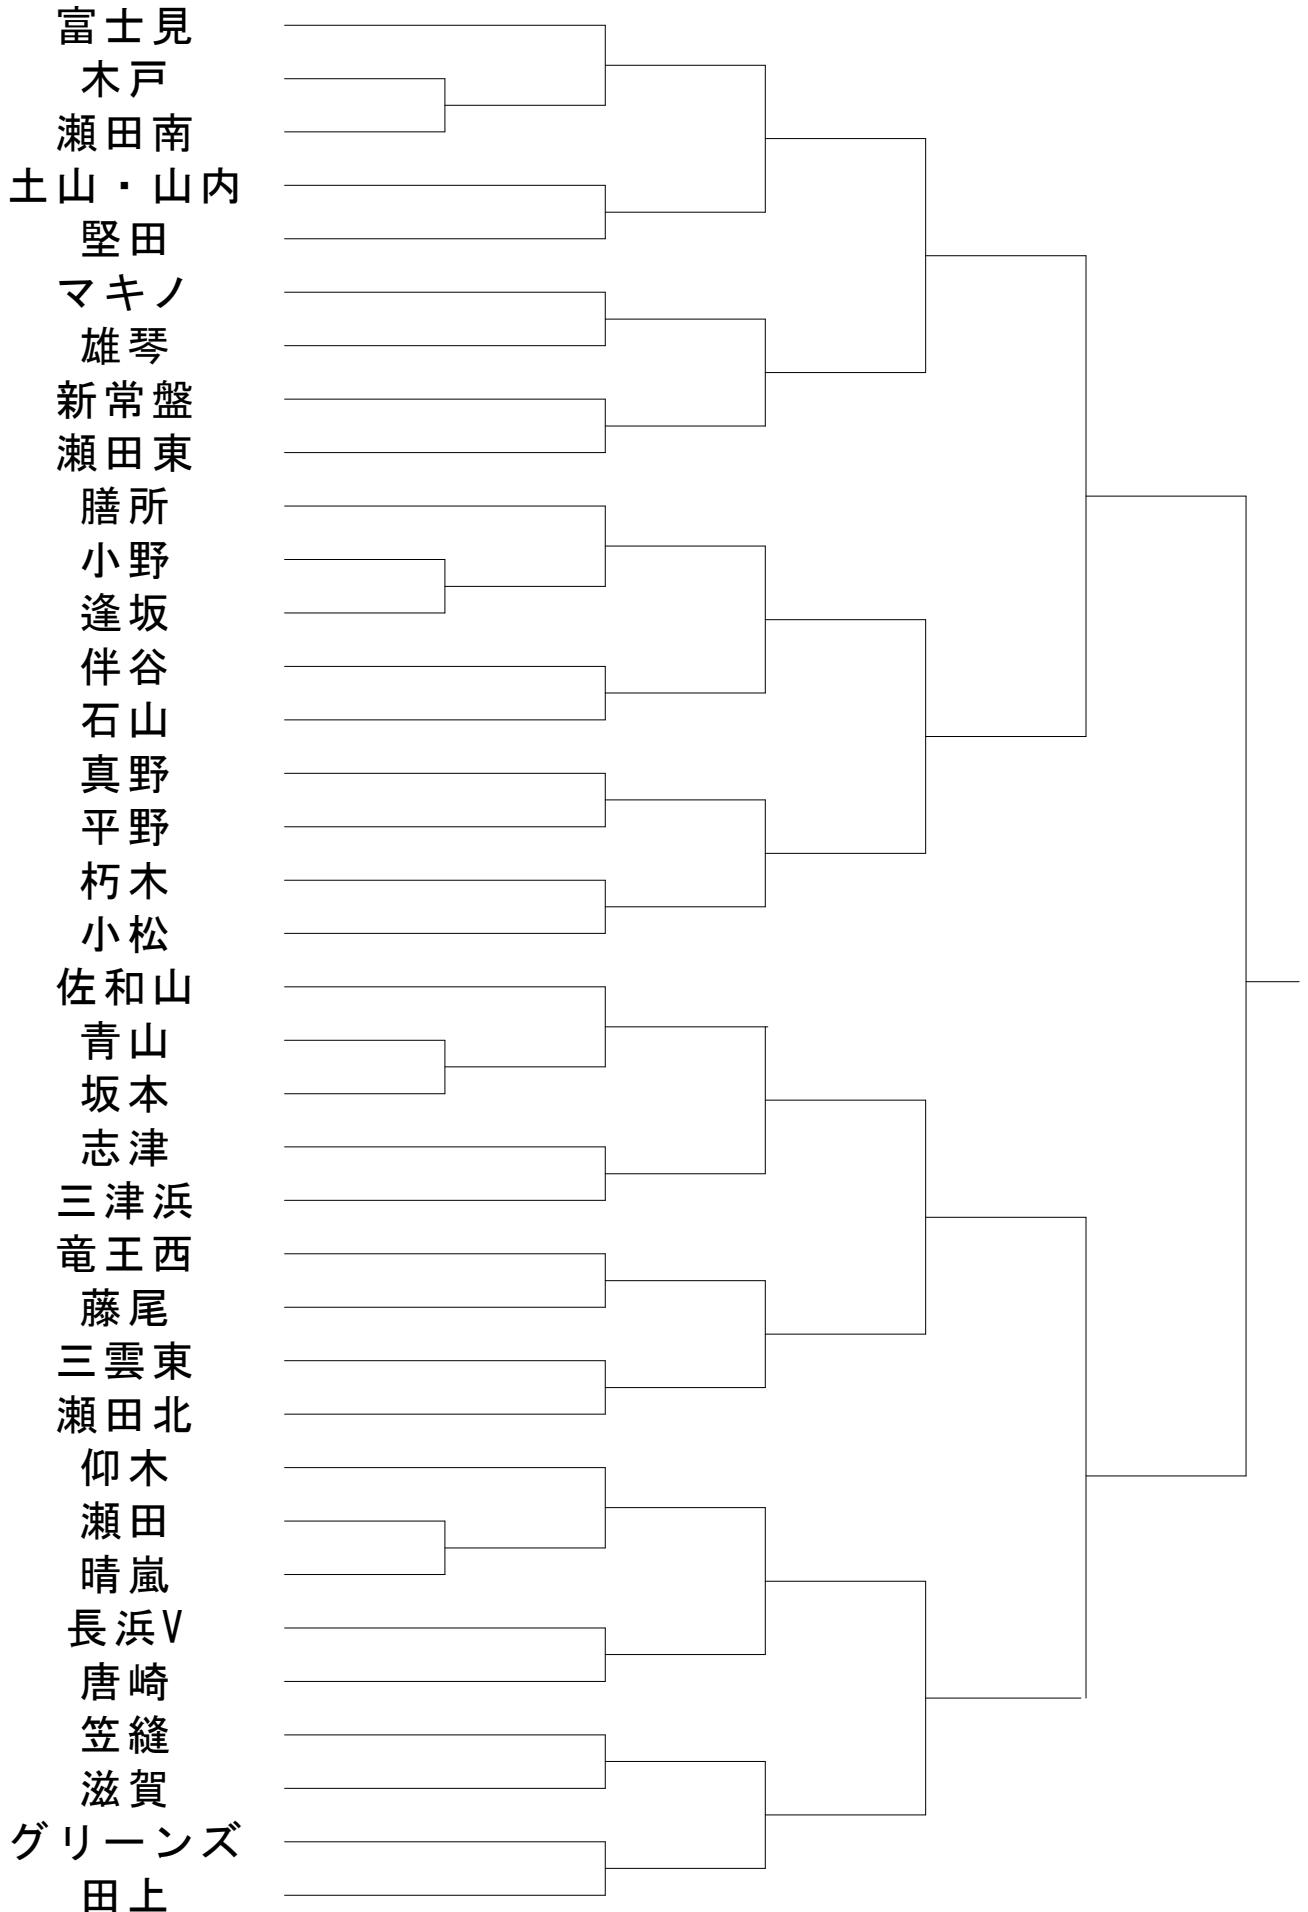 富士見
木戸
瀬田南
土山・山内
堅田
マキノ
雄琴
新常盤
瀬田東
膳所
小野
逢坂
伴谷
石山
真野
平野
朽木
小松
佐和山
青山
坂本
志津
三津浜
竜王西
藤尾
三雲東
瀬田北
仰木
瀬田
晴嵐
長浜V
唐崎
笠縫
滋賀
グリーンズ
田上